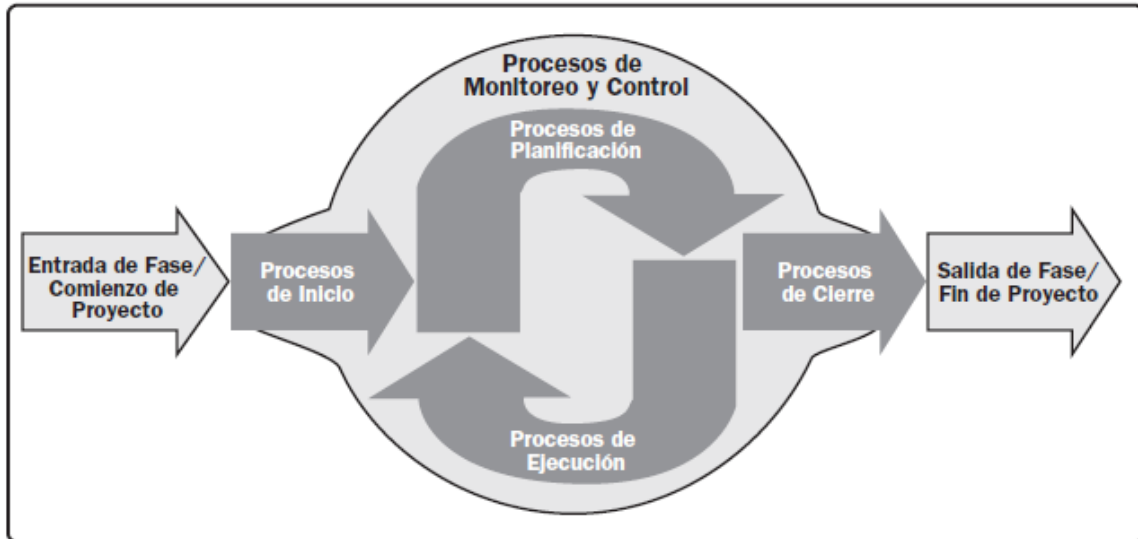 Procesos de
Monitoreo y Control
Procesos de
Planificación
Entrada de Fase/
Comienzo de
Proyecto
Procesos
de Inicio
Procesos
de Cierre
Salida de Fase/
Fin de Proyecto
Procesos de
Ejecución